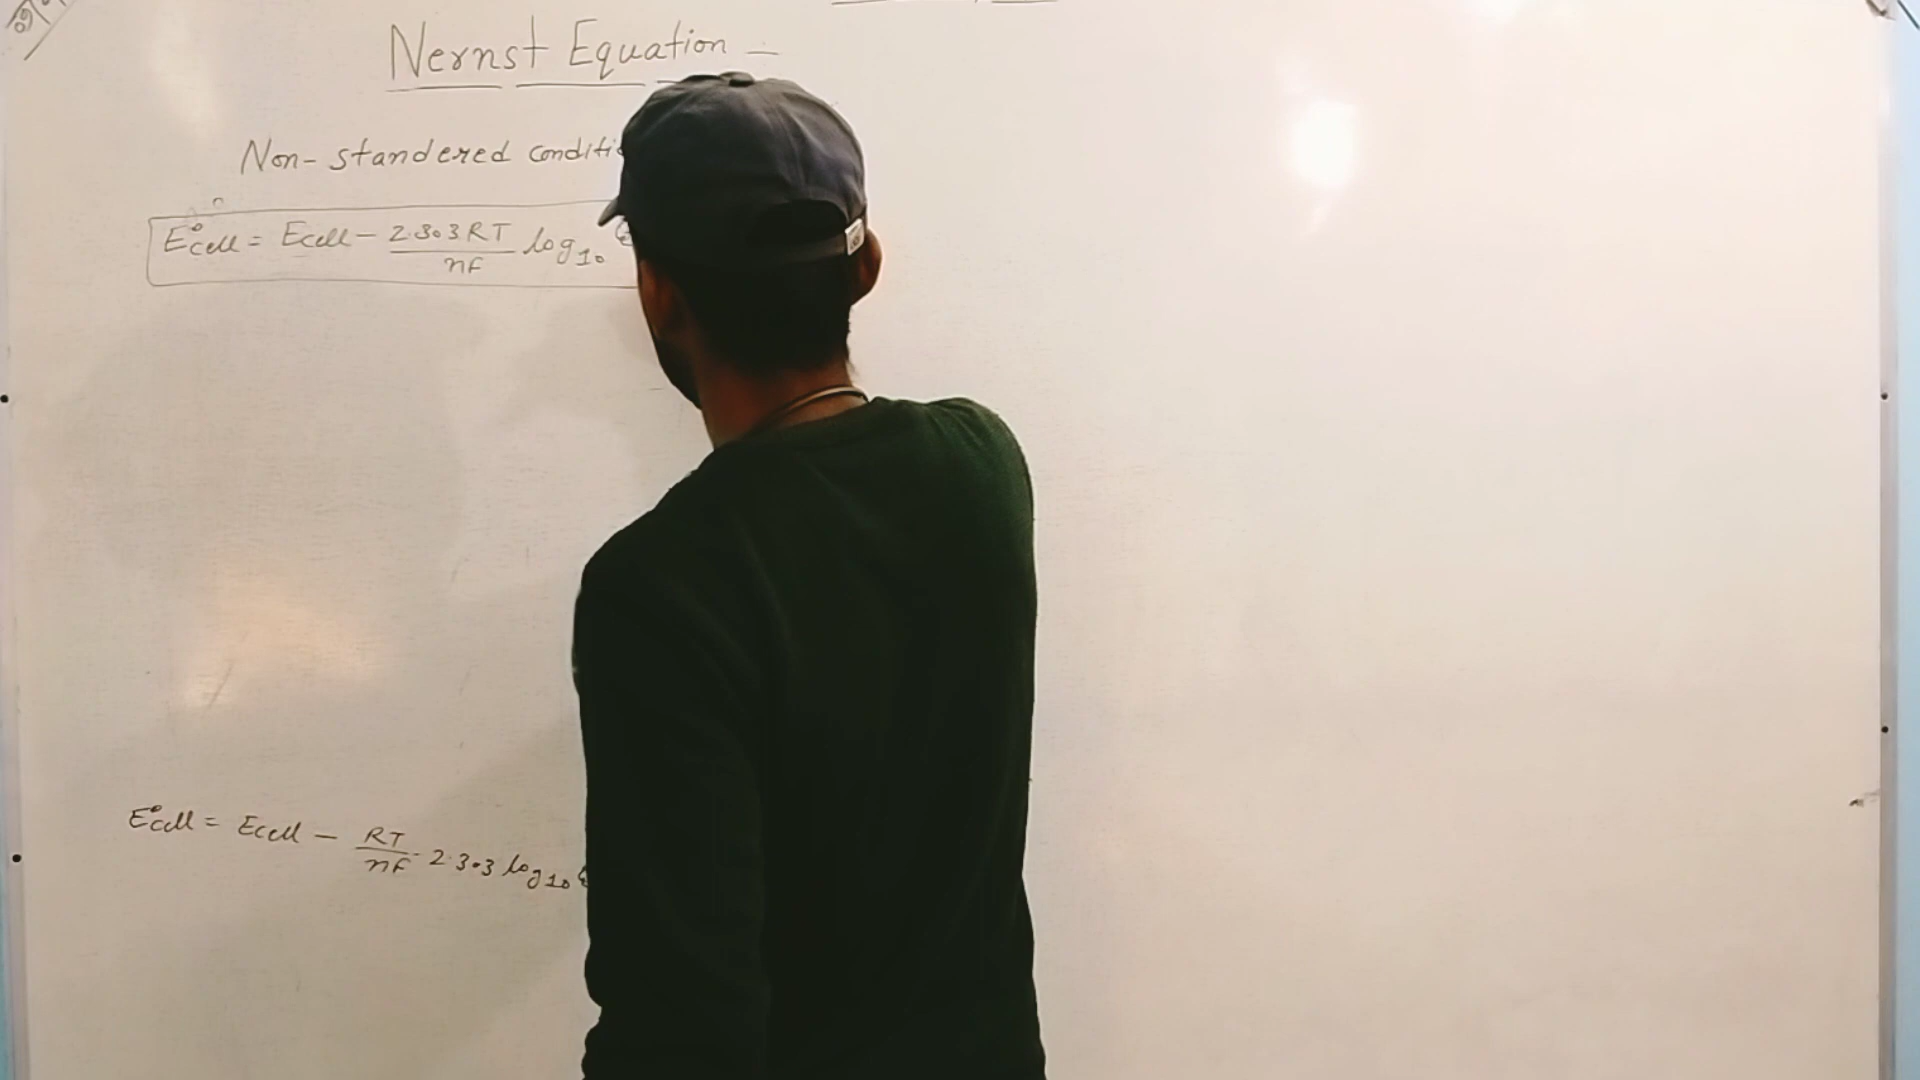 Nernst Equation -
Non-standered conditi
E°cell = Ecell - 2.303RT/nF log10
E°cell = Ecell - RT/nF 2.303 log10